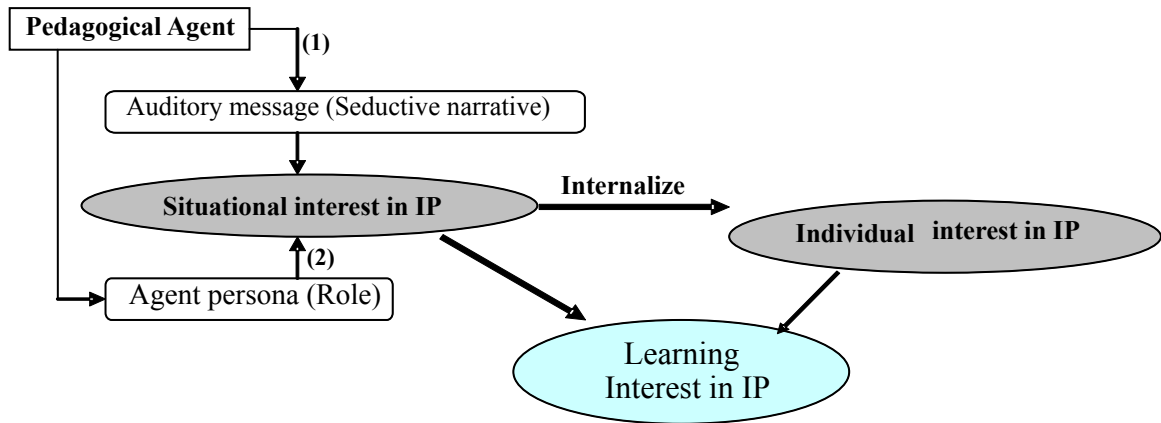 Pedagogical Agent
(1)
Auditory message (Seductive narrative)
Internalize
Situational interest in IP
Individual interest in IP
(2)
Agent persona (Role)
Learning
Interest in IP